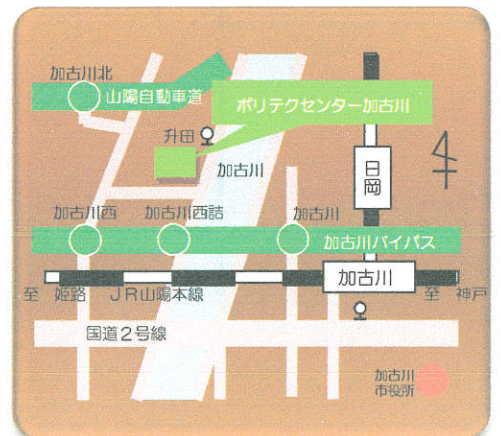 加古川北
山陽自動車道
ポリテクセンター加古川
升田
加古川
日岡
加古川西
加古川西詰
加古川
加古川バイパス
加古川
至 姫路
JR山陽本線
至 神戸
国道2号線
加古川
市役所